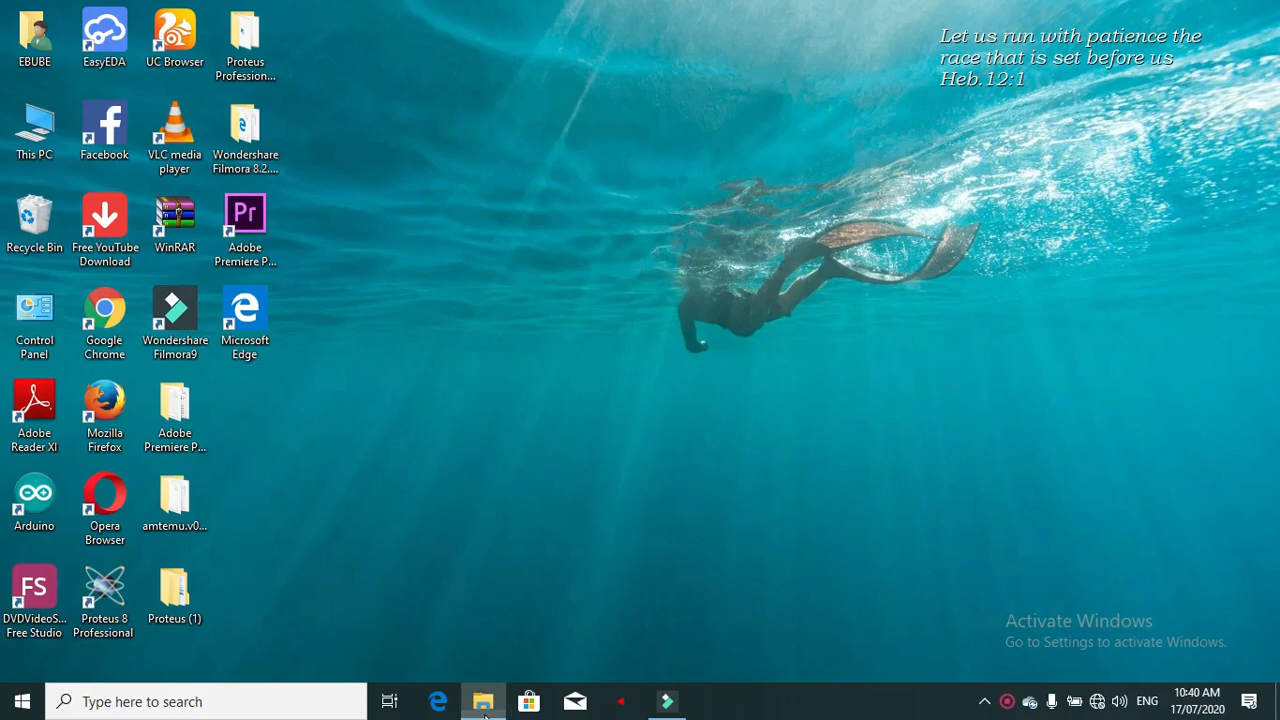 Let us run with patience the
race that is set before us
Heb.12:1
EBUBE
EasyEDA
UC Browser
Proteus
Profession...
This PC
Facebook
VLC media
player
Wondershare
Filmora 8.2....
Recycle Bin
Free YouTube
Download
WinRAR
Pr
Adobe
Premiere P...
Control
Panel
Google
Chrome
Wondershare
Filmora9
Microsoft
Edge
Adobe
Reader XI
Mozilla
Firefox
Adobe
Premiere P...
Arduino
Opera
Browser
amtemu.v0...
FS
DVDVideoS...
Free Studio
Proteus 8
Professional
Proteus (1)
Activate Windows
Go to Settings to activate Windows.
Type here to search
ENG
10:40 AM
17/07/2020